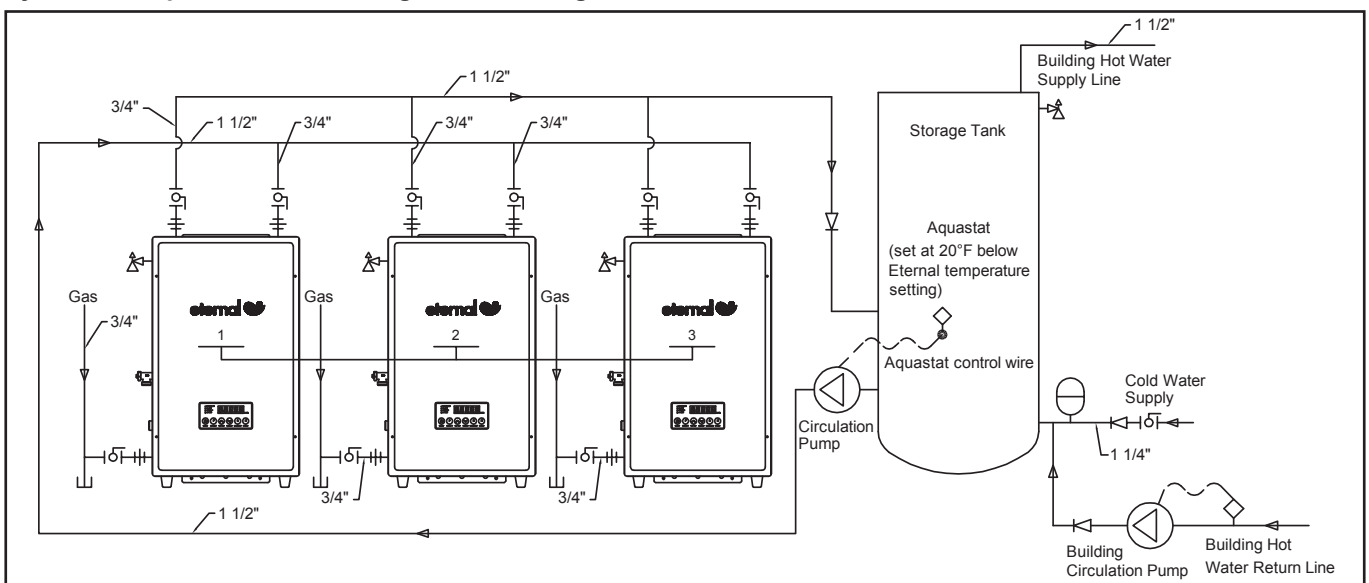 1 1/2"
Building Hot Water
Supply Line
1 1/2"
3/4"
1 1/2"
3/4"
3/4"
3/4"
Storage Tank
Aquastat
(set at 20°F below
Eternal temperature
setting)
Aquastat control wire
Gas
3/4"
eternal
1
Gas
eternal
2
Gas
eternal
3
Circulation
Pump
Cold Water
Supply
1 1/4"
3/4"
3/4"
1 1/2"
Building
Circulation Pump
Building Hot
Water Return Line